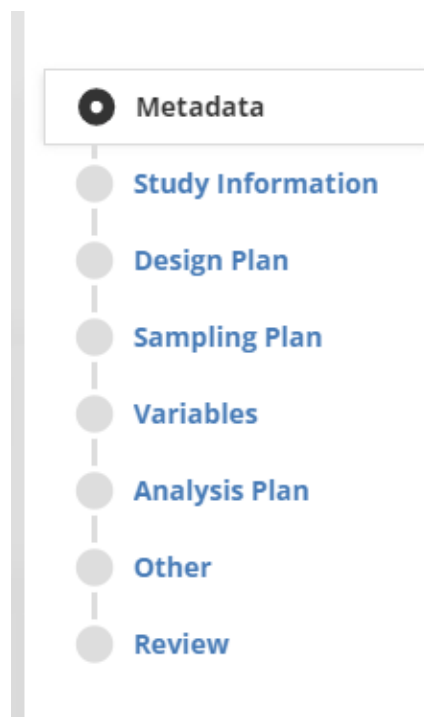 Metadata
Study Information
Design Plan
Sampling Plan
Variables
Analysis Plan
Other
Review